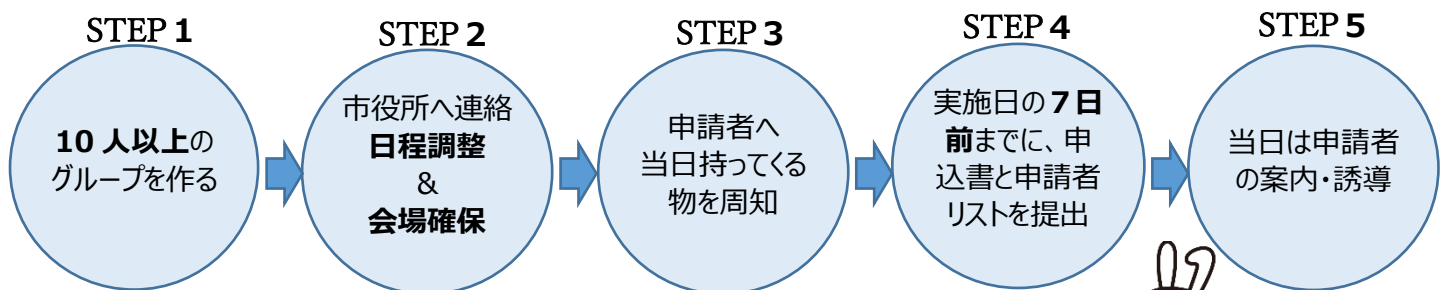 STEP 1
10 人以上の
グループを作る
STEP 2
市役所へ連絡
日程調整
&
会場確保
STEP 3
申請者へ
当日持ってくる
物を周知
STEP 4
実施日の７日
前までに、申
込書と申請者
リストを提出
STEP 5
当日は申請者
の案内・誘導